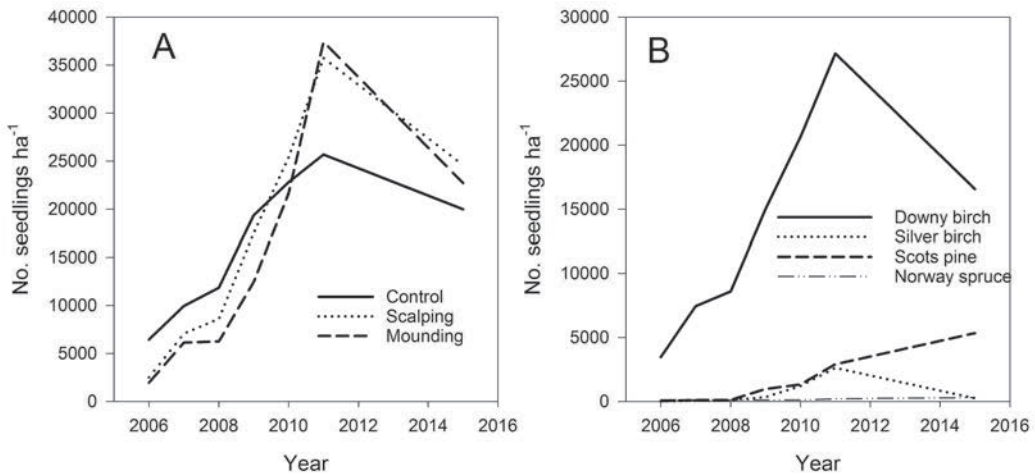 A
No. seedlings ha⁻¹
40000
35000
30000
25000
20000
15000
10000
5000
0
Control
Scalping
Mounding
2006 2008 2010 2012 2014 2016
Year
B
No. seedlings ha⁻¹
30000
25000
20000
15000
10000
5000
0
Downy birch
Silver birch
Scots pine
Norway spruce
2006 2008 2010 2012 2014 2016
Year